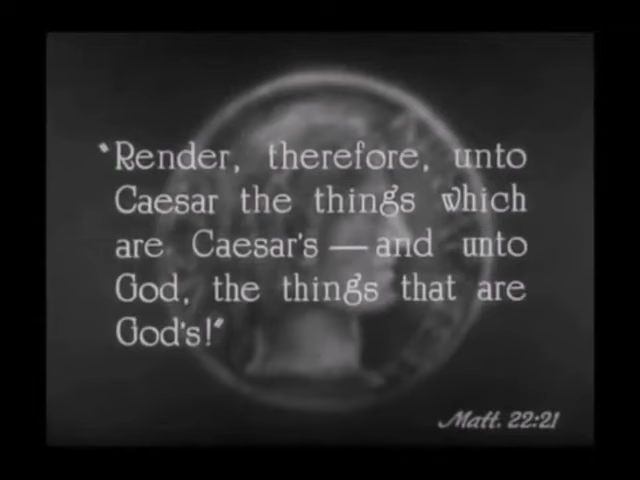 "Render, therefore, unto
Caesar the things which
are Caesar's — and unto
God, the things that are
God's!"
Matt. 22:21